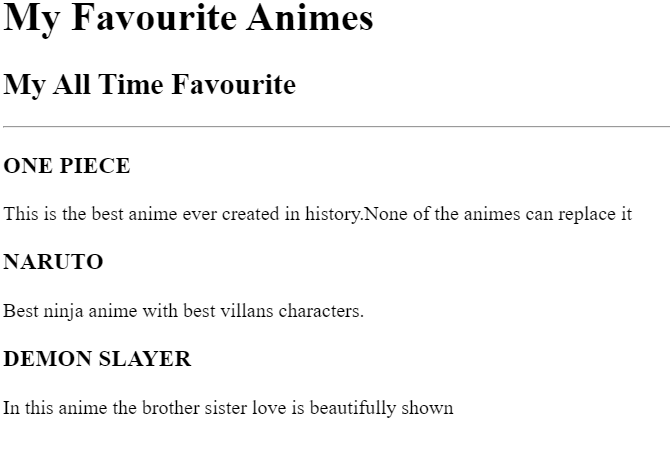 My Favourite Animes
My All Time Favourite
ONE PIECE
This is the best anime ever created in history.None of the animes can replace it
NARUTO
Best ninja anime with best villans characters.
DEMON SLAYER
In this anime the brother sister love is beautifully shown